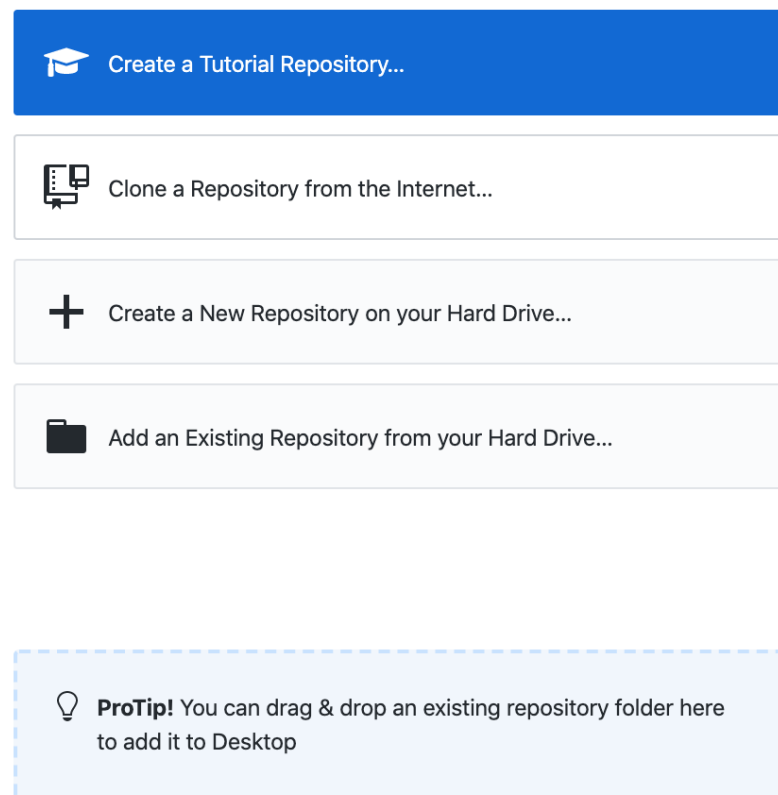 Create a Tutorial Repository...
Clone a Repository from the Internet...
Create a New Repository on your Hard Drive...
Add an Existing Repository from your Hard Drive...
ProTip! You can drag & drop an existing repository folder here
to add it to Desktop